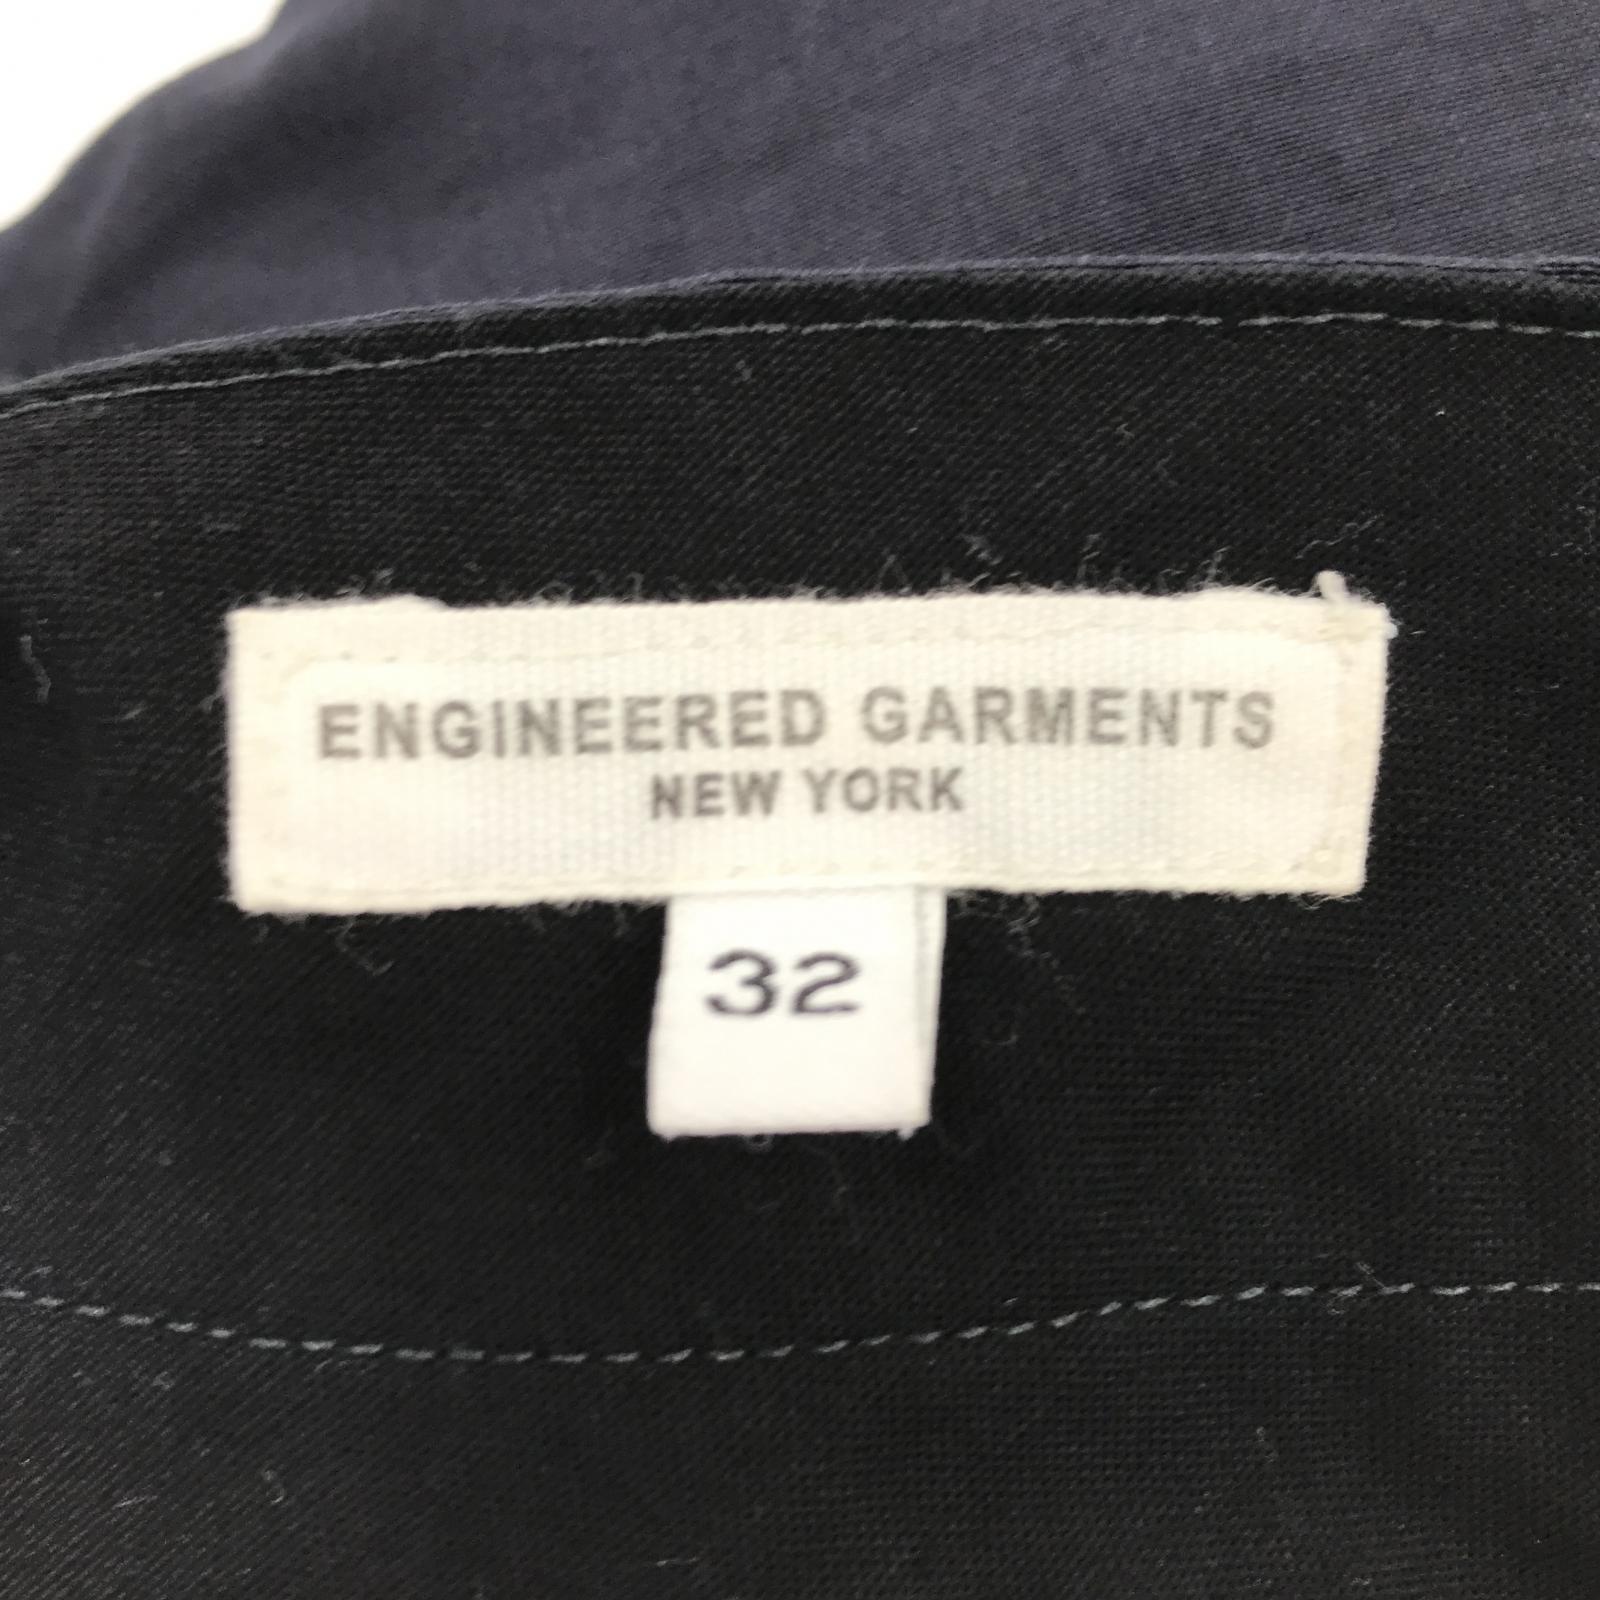 ENGINEERED GARMENTS
NEW YORK
32